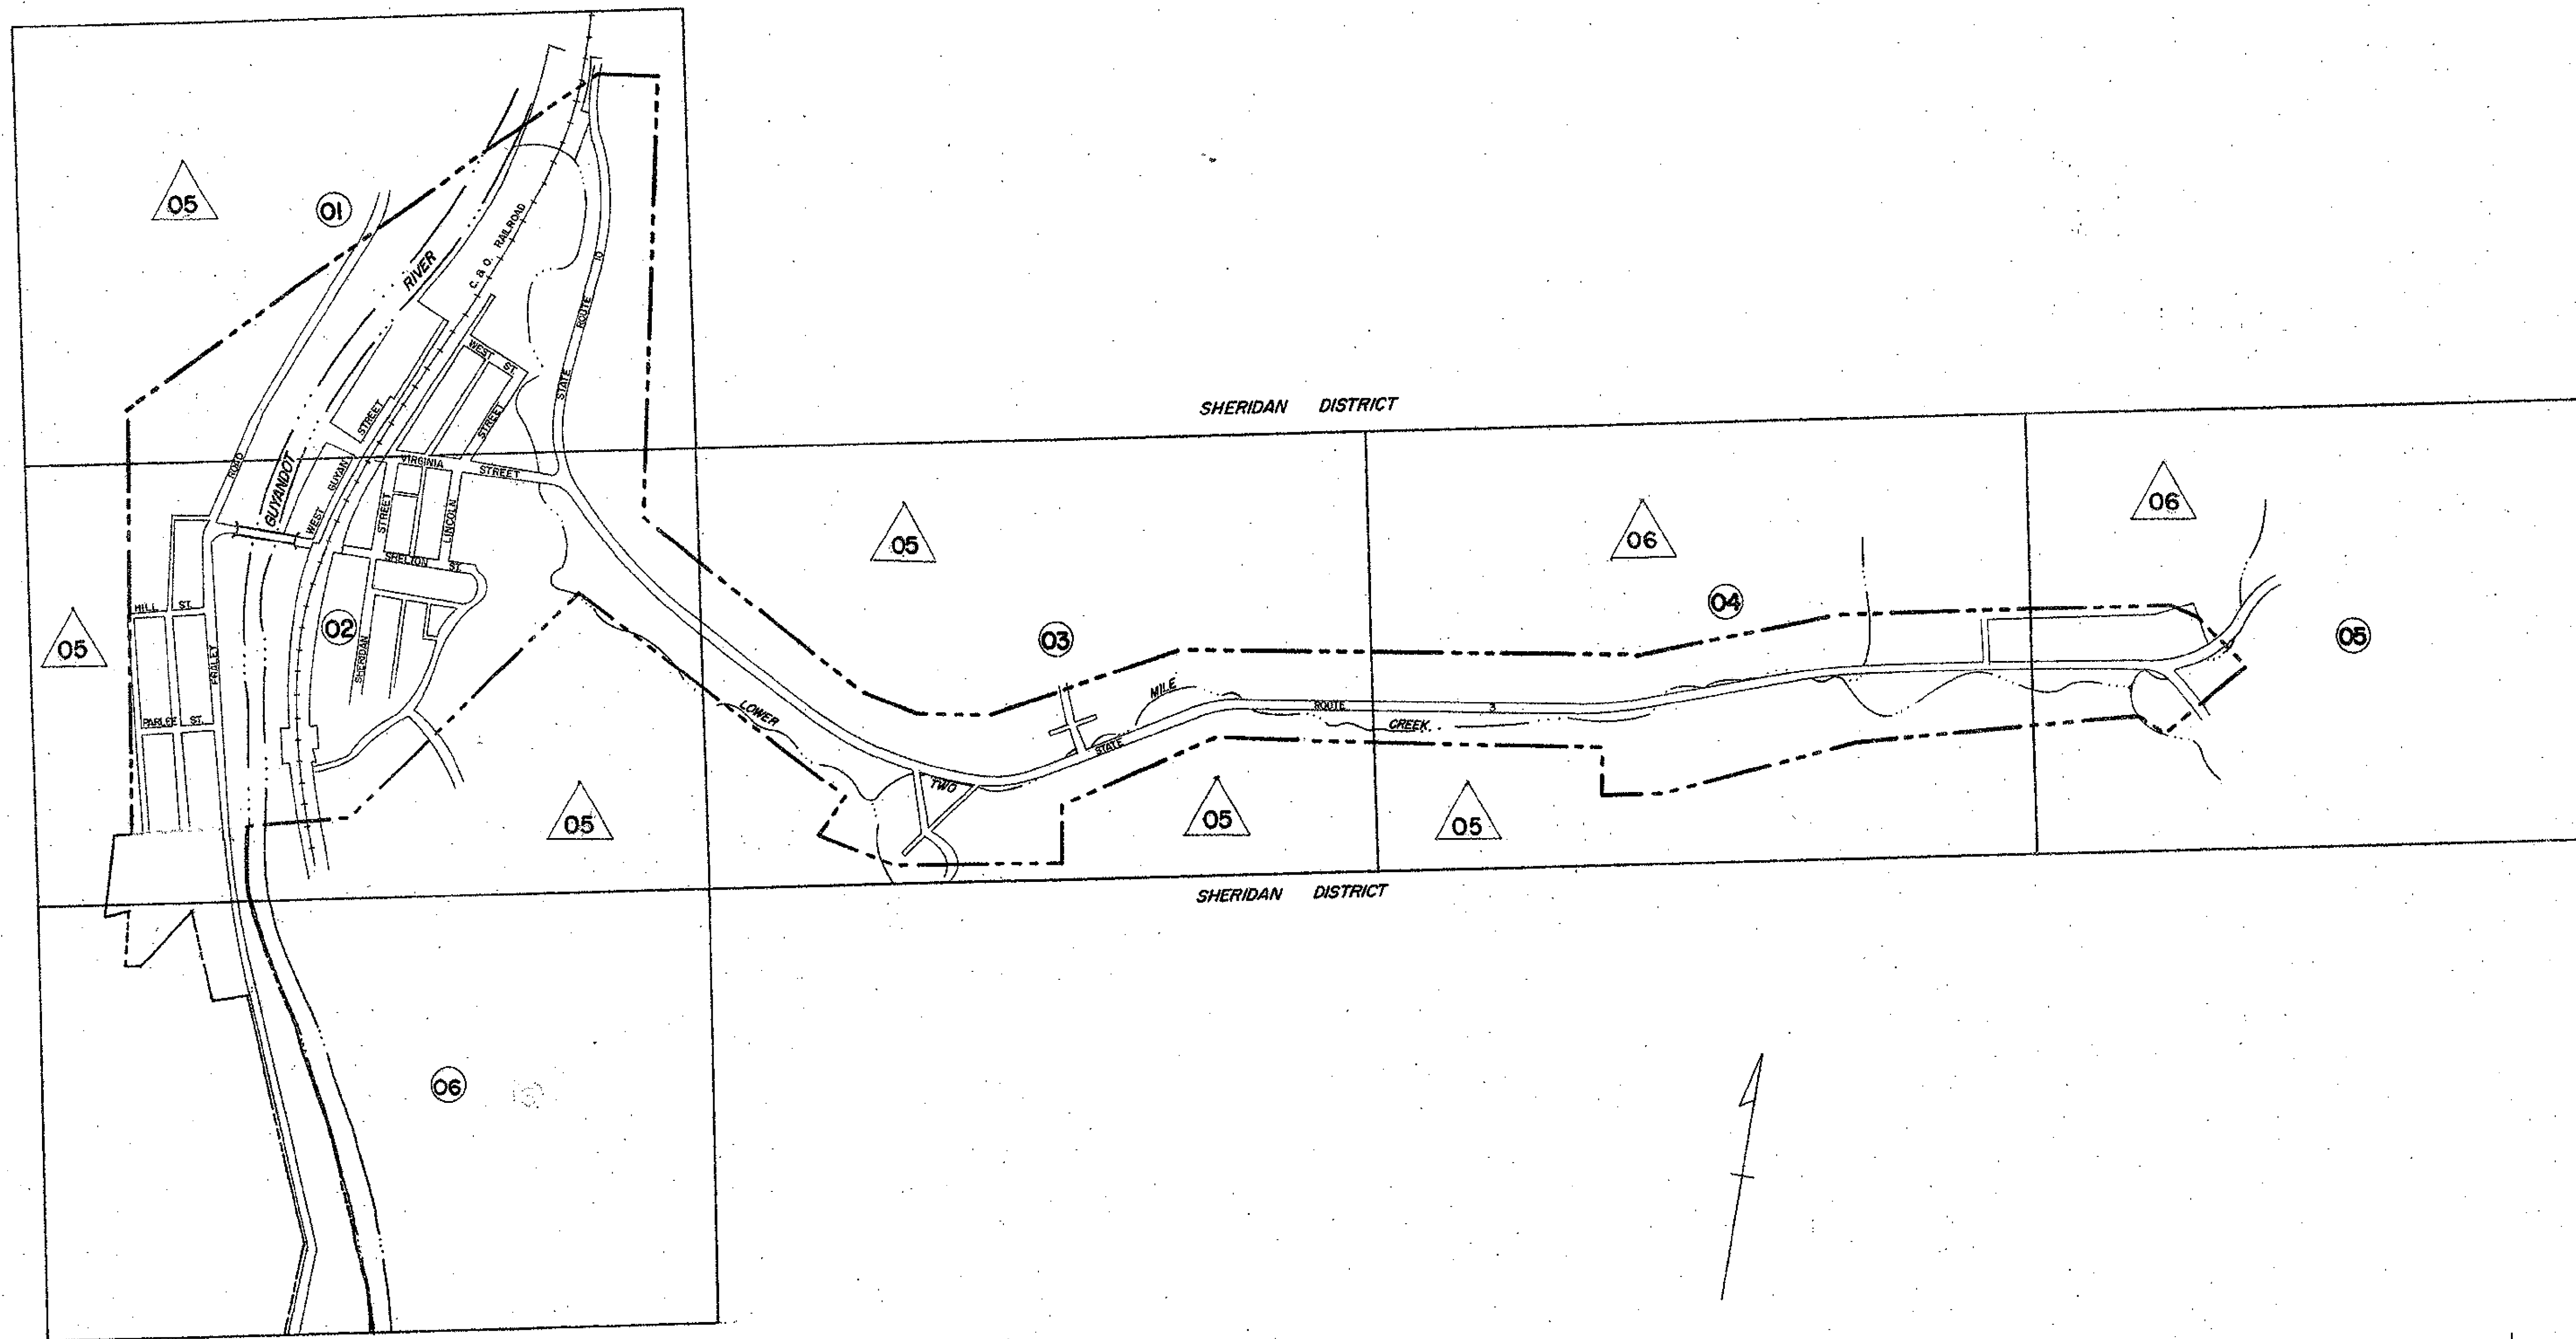 05
01
RIVER
C. & O. RAILROAD
STATE ROUTE 10
WEST ST.
STREET
STREET
SHERIDAN DISTRICT
ROAD
GUYANDOT
WEST GUYAN
VIRGINIA STREET
STREET
LINCOLN
SHELTON ST.
05
06
06
HILL ST.
05
02
SHERIDAN
FRALEY
PARLEE ST.
03
04
05
LOWER
TWO
MILE
CREEK
STATE ROUTE 3
05
05
05
SHERIDAN DISTRICT
06